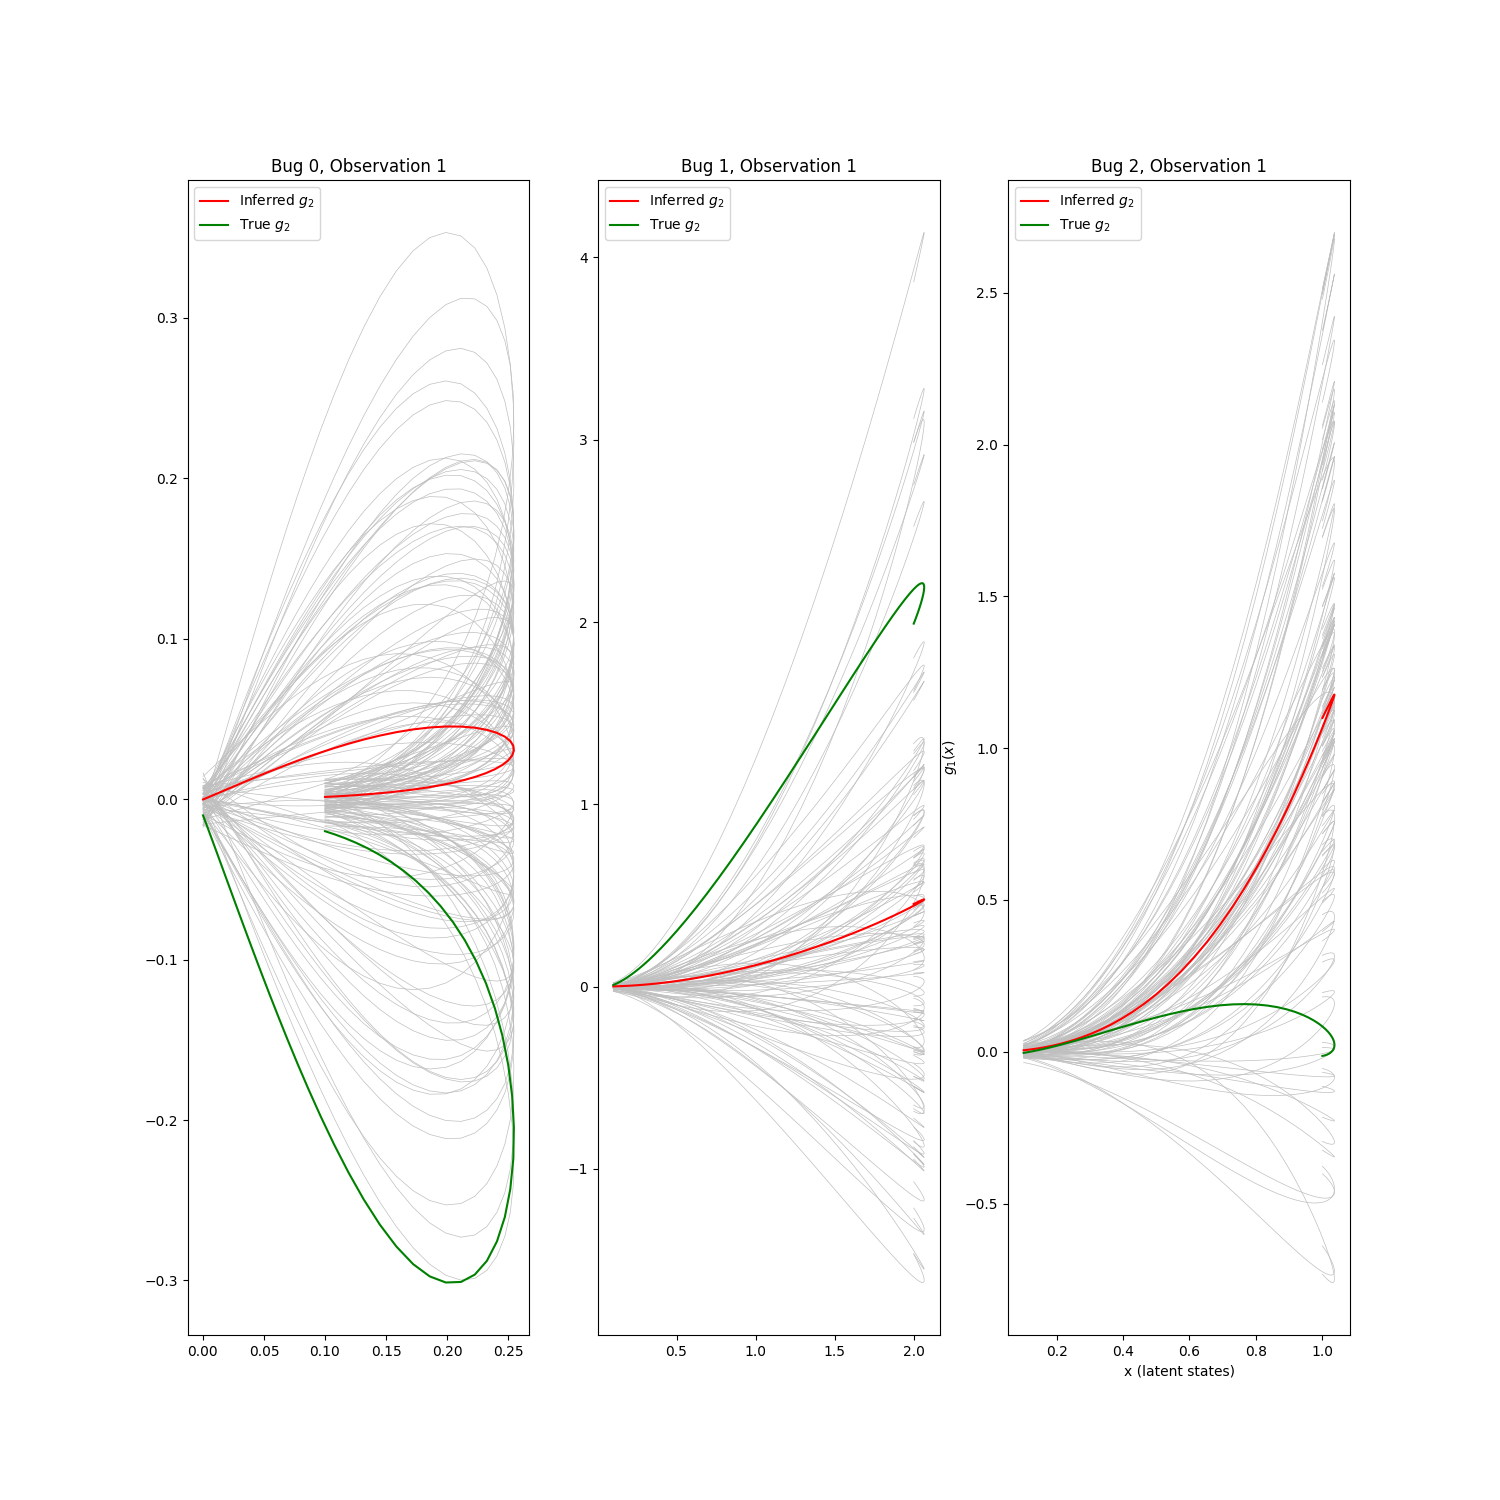 Bug 0, Observation 1
Inferred g₂
True g₂
0.3
0.2
0.1
0.0
−0.1
−0.2
−0.3
0.00 0.05 0.10 0.15 0.20 0.25
Bug 1, Observation 1
Inferred g₂
True g₂
4
3
2
1
0
−1
0.5 1.0 1.5 2.0
Bug 2, Observation 1
Inferred g₂
True g₂
g₁(x)
2.5
2.0
1.5
1.0
0.5
0.0
−0.5
0.2 0.4 0.6 0.8 1.0
x (latent states)